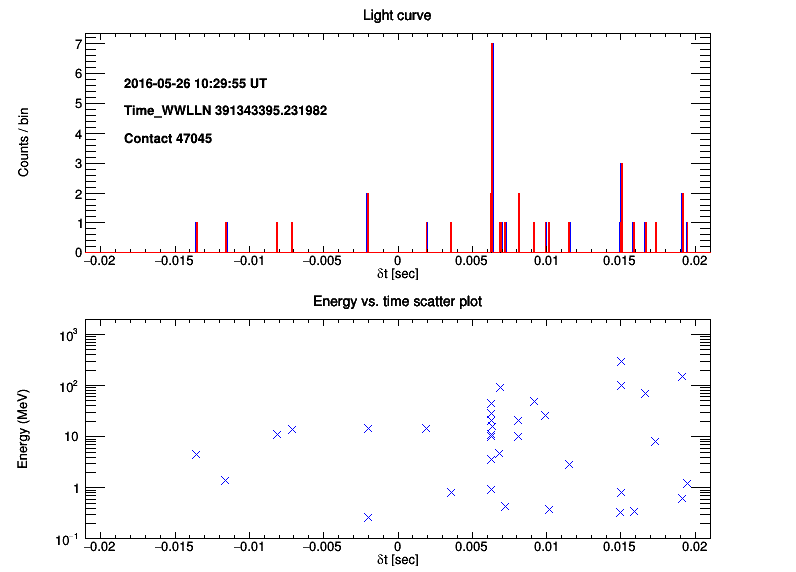 Light curve
7
6
5
4
3
2
1
0
Counts / bin
2016-05-26 10:29:55 UT
Time_WWLLN 391343395.231982
Contact 47045
−0.02 −0.015 −0.01 −0.005 0 0.005 0.01 0.015 0.02
δt [sec]
Energy vs. time scatter plot
10³
10²
10
1
10⁻¹
Energy (MeV)
−0.02 −0.015 −0.01 −0.005 0 0.005 0.01 0.015 0.02
δt [sec]